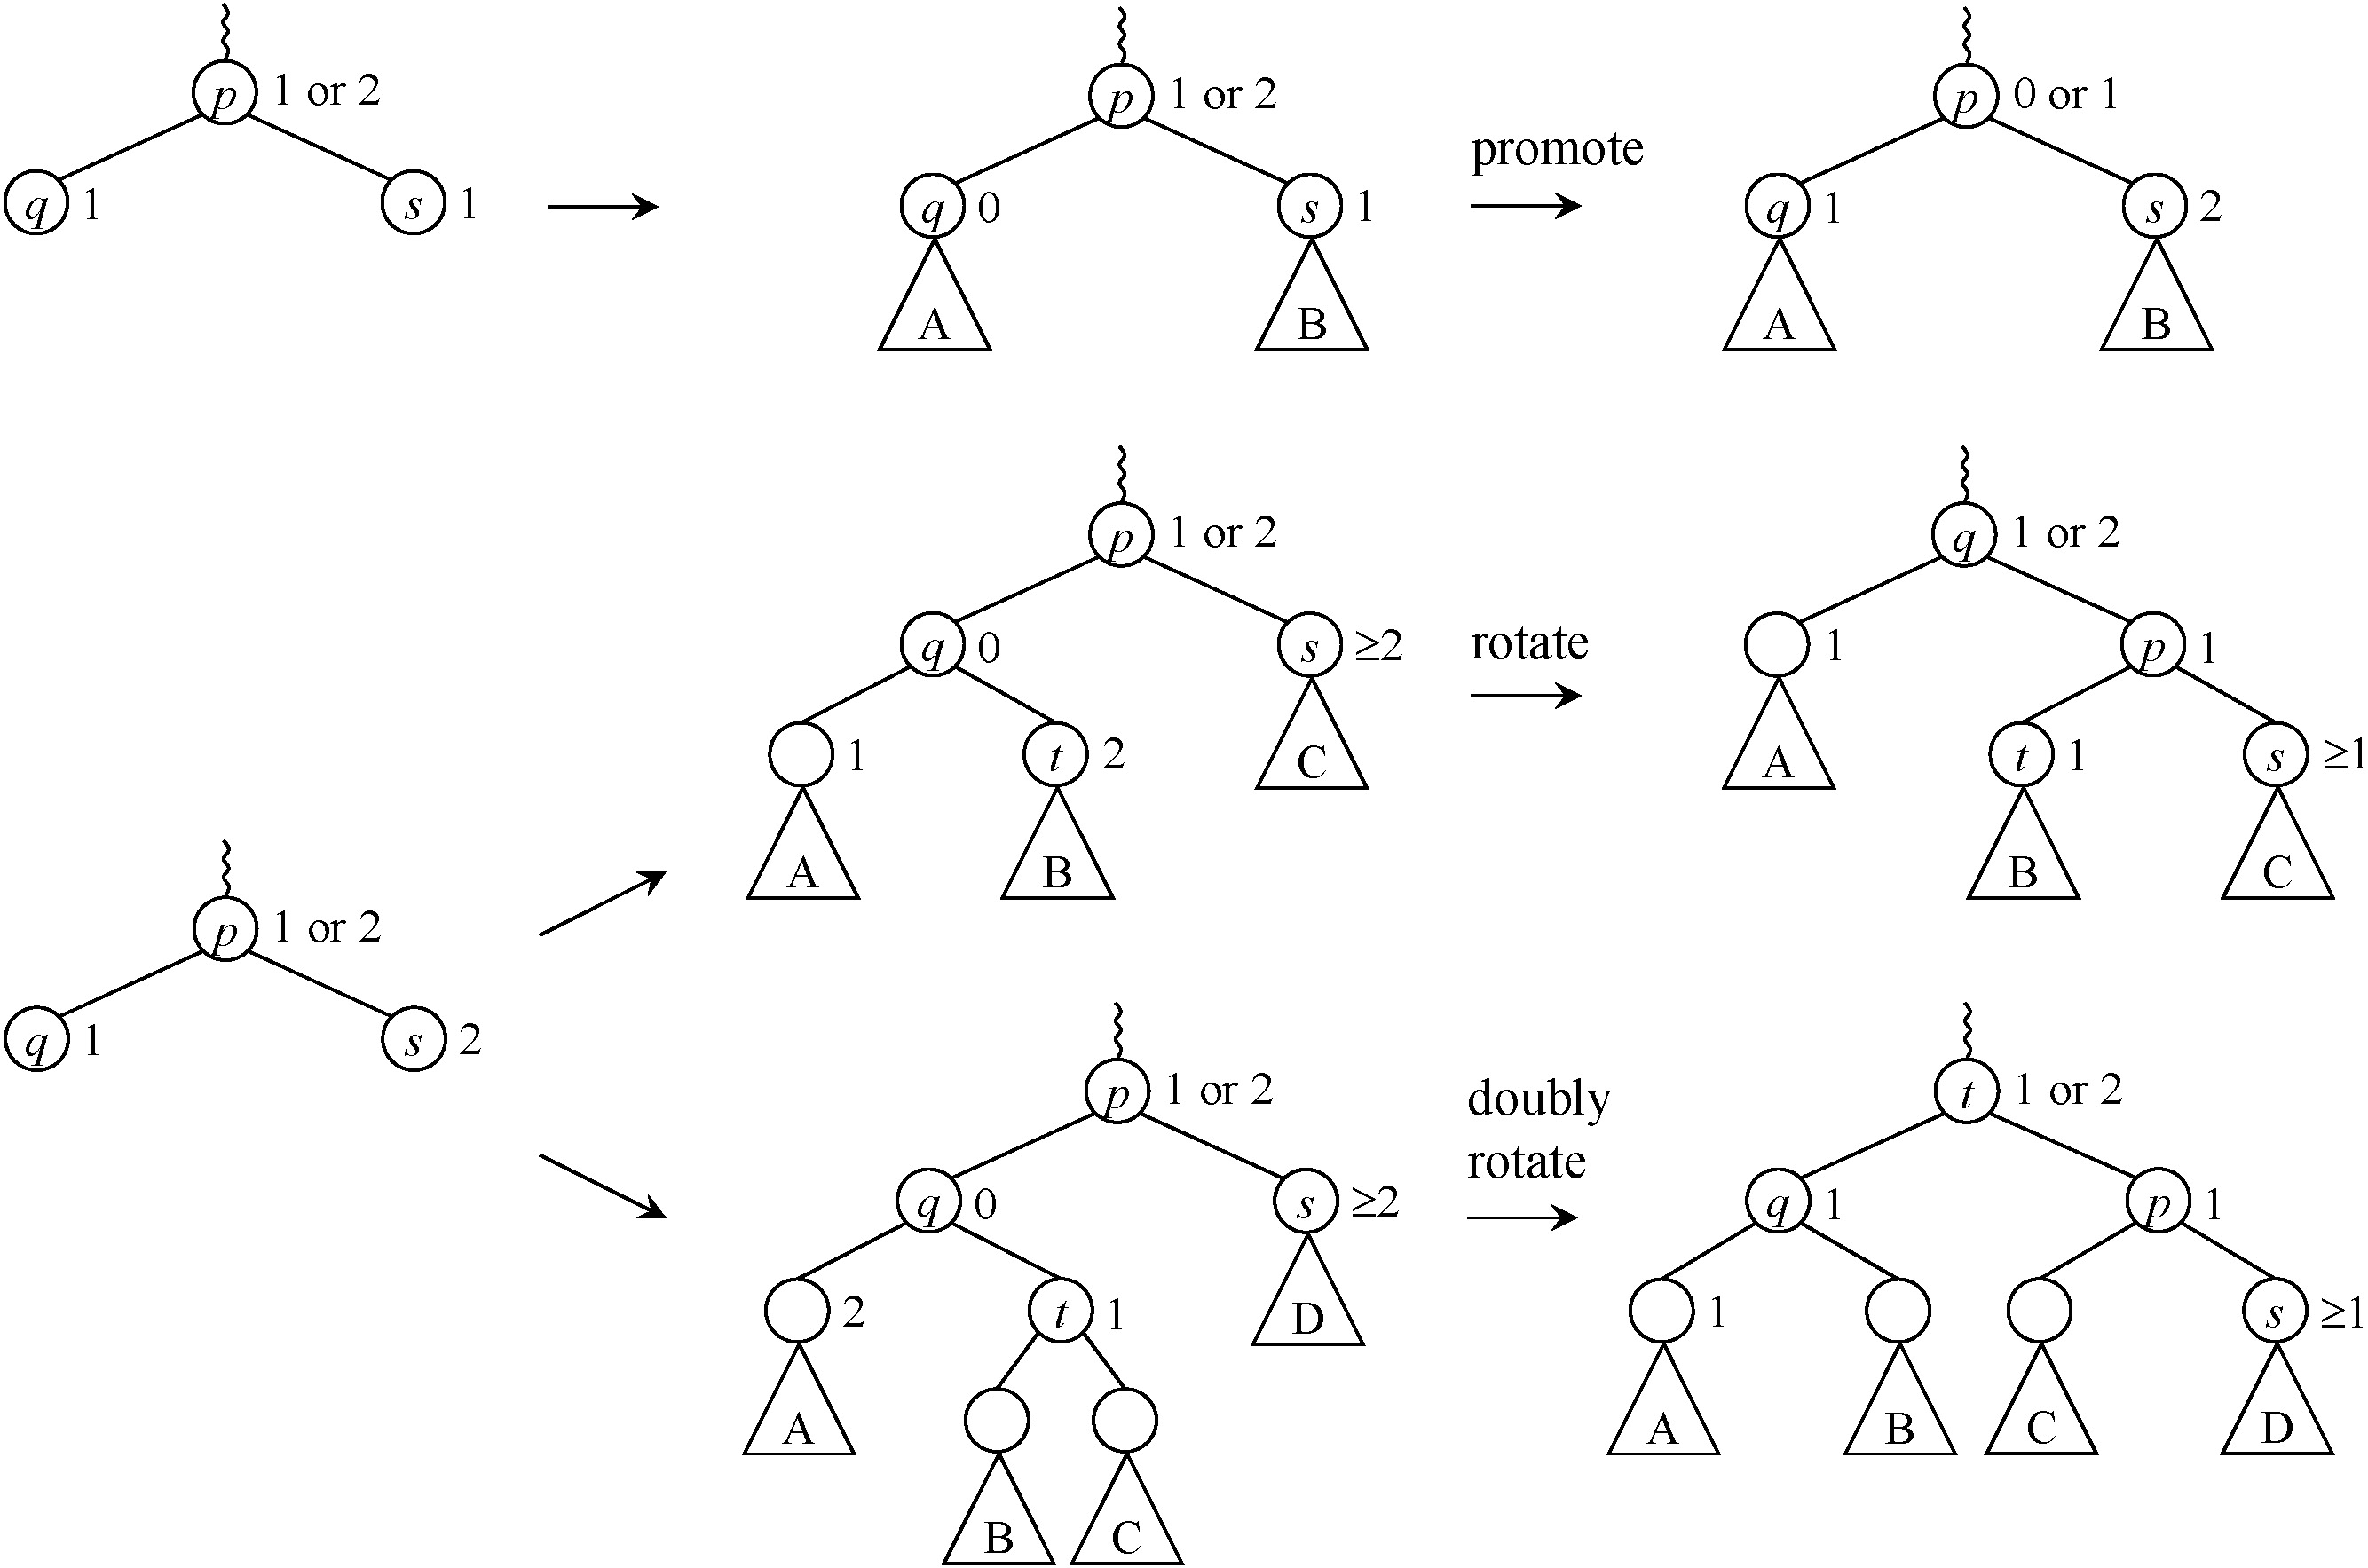 p 1 or 2
q 1
s 1
p 1 or 2
q 0
s 1
A
B
promote
p 0 or 1
q 1
s 2
A
B
p 1 or 2
q 1
s 2
p 1 or 2
q 0
s ≥2
1
t 2
C
A
B
rotate
q 1 or 2
1
p 1
A
t 1
s ≥1
B
C
p 1 or 2
q 0
s ≥2
2
t 1
D
A
B
C
doubly
rotate
t 1 or 2
q 1
p 1
1
s ≥1
A
B
C
D